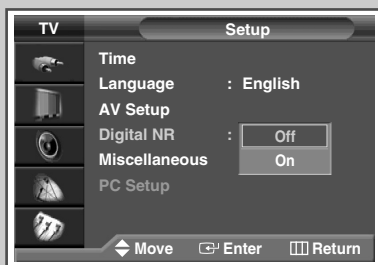 TV Setup
Time
Language : English
AV Setup
Digital NR : Off
Miscellaneous On
PC Setup
Move Enter Return